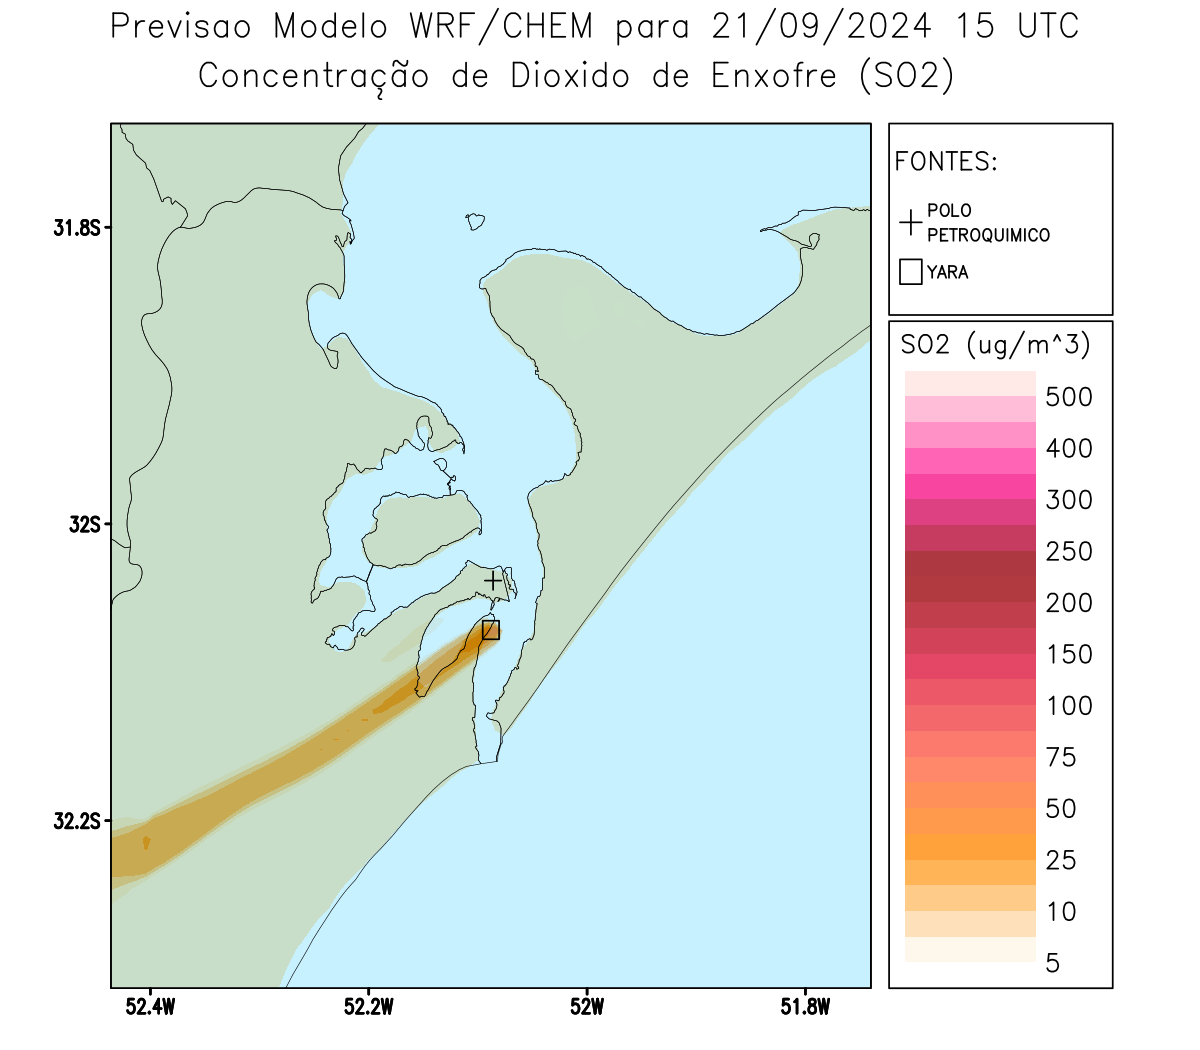 Previsao Modelo WRF/CHEM para 21/09/2024 15 UTC
Concentração de Dioxido de Enxofre (SO2)
FONTES:
POLO
PETROQUIMICO
YARA
31.8S
32S
32.2S
52.4W
52.2W
52W
51.8W
SO2 (ug/m^3)
500
400
300
250
200
150
100
75
50
25
10
5